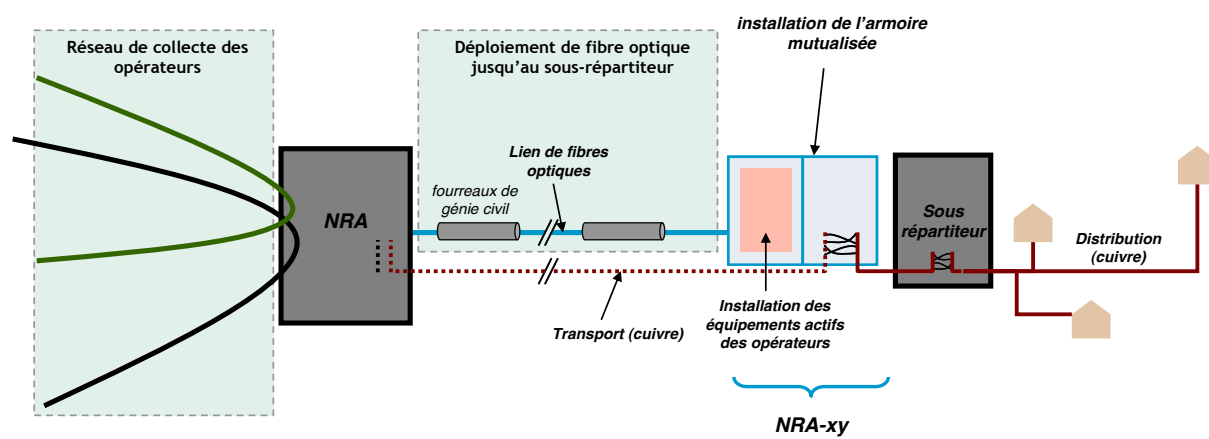 Réseau de collecte des
opérateurs
Déploiement de fibre optique
jusqu'au sous-répartiteur
installation de l'armoire
mutualisée
Lien de fibres
optiques
fourreaux de
génie civil
NRA
Sous
répartiteur
Distribution
(cuivre)
Transport (cuivre)
Installation des
équipements actifs
des opérateurs
NRA-xy